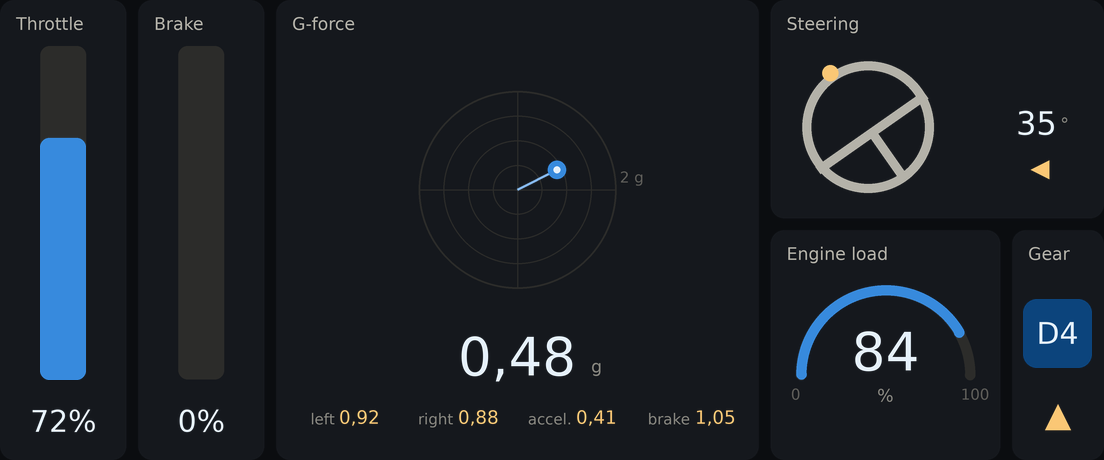 Throttle
72%
Brake
0%
G-force
2 g
0,48 g
left 0,92 right 0,88 accel. 0,41 brake 1,05
Steering
35 °
Engine load
84
0 % 100
Gear
D4